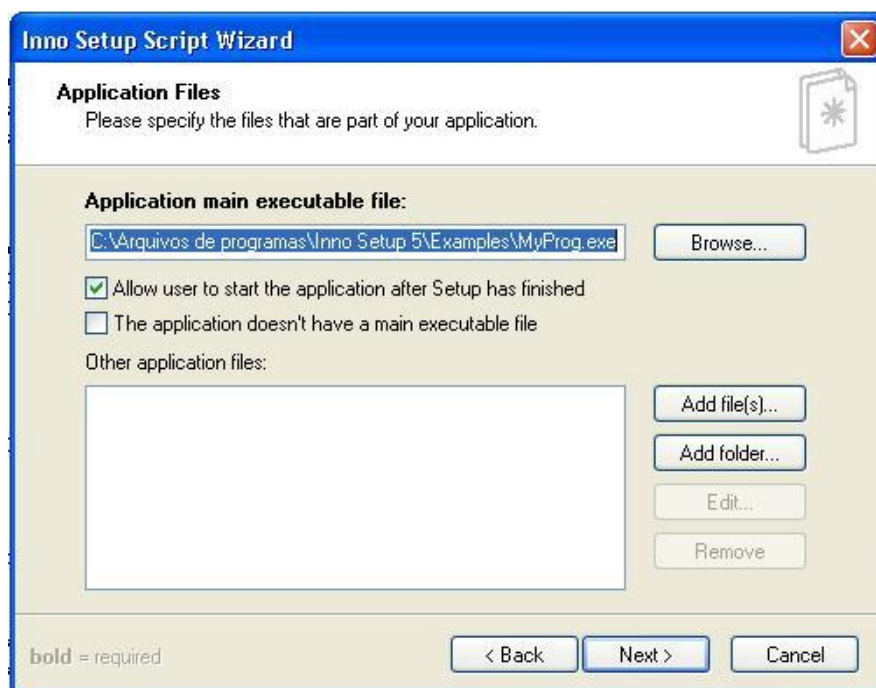 Inno Setup Script Wizard
Application Files
Please specify the files that are part of your application.
Application main executable file:
C:\Arquivos de programas\Inno Setup 5\Examples\MyProg.exe
Browse...
Allow user to start the application after Setup has finished
The application doesn't have a main executable file
Other application files:
Add file(s)...
Add folder...
Edit...
Remove
bold = required
< Back
Next >
Cancel